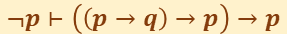 ¬p ⊢ ((p → q) → p) → p